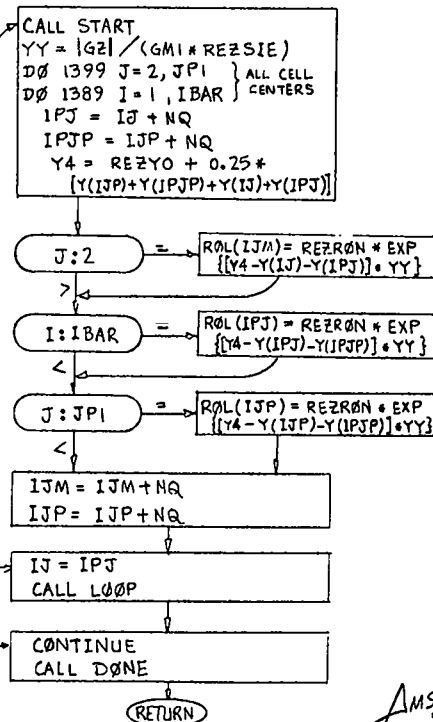 CALL START
YY = |GZ| / (GM1 * REZSIE)
DØ 1399 J=2, JP1 } ALL CELL
DØ 1389 I=1, IBAR } CENTERS
IPJ = IJ + NQ
IPJP = IJP + NQ
Y4 = REZYO + 0.25*
[Y(IJP)+Y(IPJP)+Y(IJ)+Y(IPJ)]
J:2 = RØL(IJM) = REZRØN * EXP
{[Y4-Y(IJ)-Y(IPJ)] * YY}
>
I:IBAR = RØL(IPJ) = REZRØN * EXP
{[Y4-Y(IPJ)-Y(IPJP)] * YY}
<
J:JP1 = RØL(IJP) = REZRØN * EXP
{[Y4-Y(IJP)-Y(IPJP)] * YY}
<
IJM = IJM+NQ
IJP = IJP+NQ
IJ = IPJ
CALL LØØP
CØNTINUE
CALL DØNE
RETURN
AMS